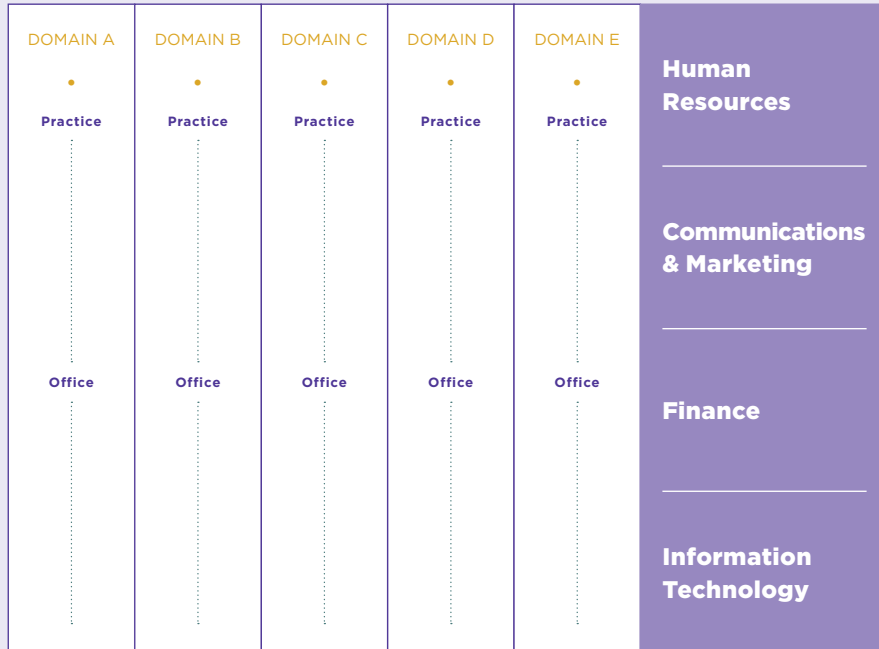 DOMAIN A
DOMAIN B
DOMAIN C
DOMAIN D
DOMAIN E
Practice
Practice
Practice
Practice
Practice
Office
Office
Office
Office
Office
Human
Resources
Communications
& Marketing
Finance
Information
Technology